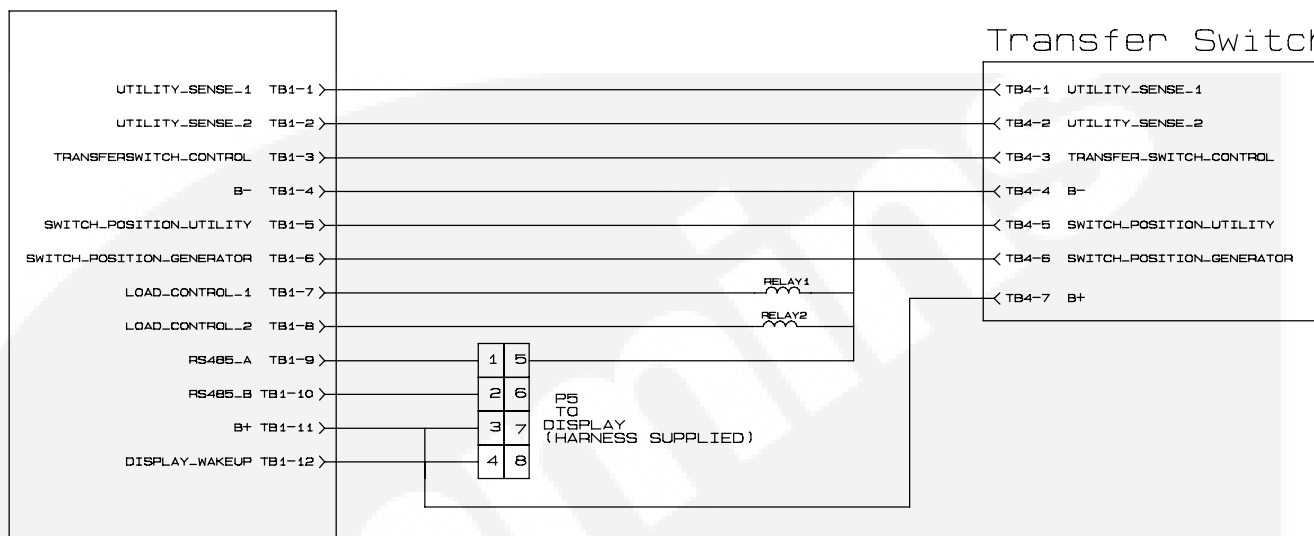 Transfer Switch
UTILITY_SENSE_1 TB1-1 TB4-1 UTILITY_SENSE_1
UTILITY_SENSE_2 TB1-2 TB4-2 UTILITY_SENSE_2
TRANSFERSWITCH_CONTROL TB1-3 TB4-3 TRANSFER_SWITCH_CONTROL
B- TB1-4 TB4-4 B-
SWITCH_POSITION_UTILITY TB1-5 TB4-5 SWITCH_POSITION_UTILITY
SWITCH_POSITION_GENERATOR TB1-6 TB4-6 SWITCH_POSITION_GENERATOR
LOAD_CONTROL_1 TB1-7 RELAY1 TB4-7 B+
LOAD_CONTROL_2 TB1-8 RELAY2
RS485_A TB1-9 1 5
RS485_B TB1-10 2 6
B+ TB1-11 3 7
DISPLAY_WAKEUP TB1-12 4 8
P5
TO
DISPLAY
(HARNESS SUPPLIED)